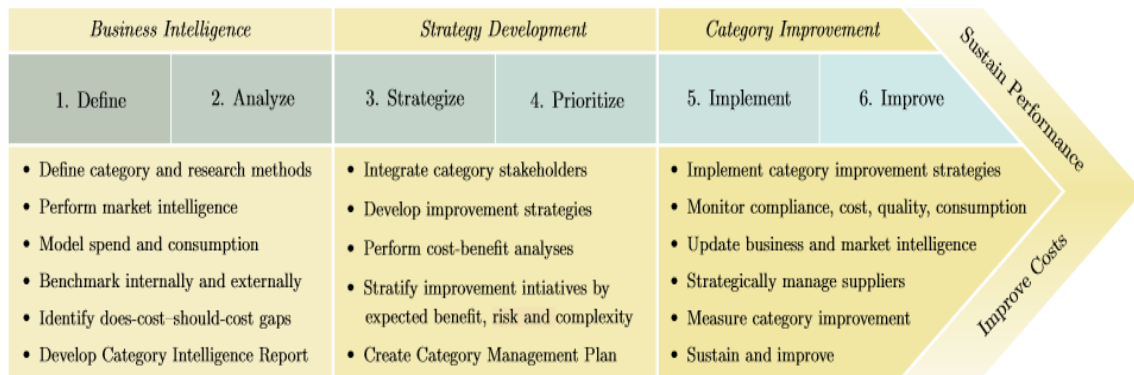 Business Intelligence
Strategy Development
Category Improvement
1. Define
2. Analyze
3. Strategize
4. Prioritize
5. Implement
6. Improve
• Define category and research methods
• Perform market intelligence
• Model spend and consumption
• Benchmark internally and externally
• Identify does-cost–should-cost gaps
• Develop Category Intelligence Report
• Integrate category stakeholders
• Develop improvement strategies
• Perform cost-benefit analyses
• Stratify improvement intiatives by
expected benefit, risk and complexity
• Create Category Management Plan
• Implement category improvement strategies
• Monitor compliance, cost, quality, consumption
• Update business and market intelligence
• Strategically manage suppliers
• Measure category improvement
• Sustain and improve
Sustain Performance
Improve Costs